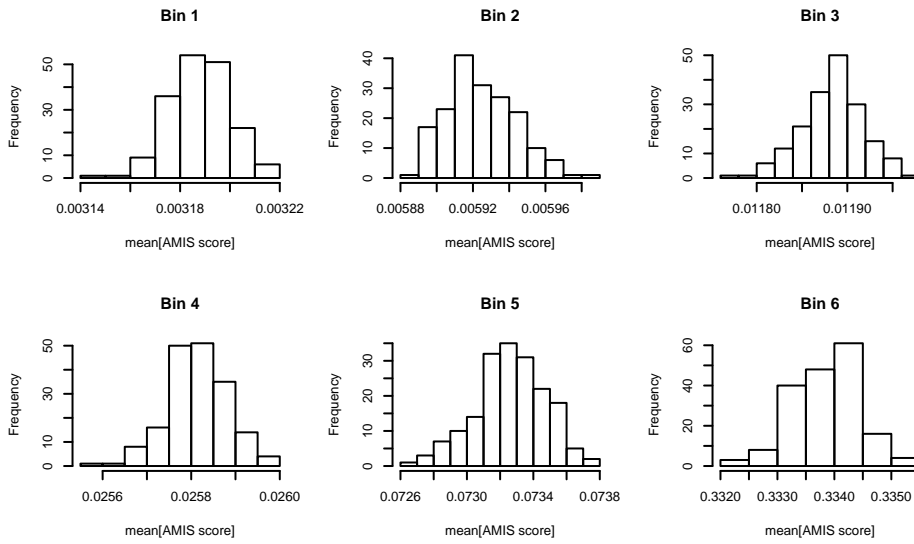 Bin 1
Frequency
0 10 30 50
0.00314 0.00318 0.00322
mean[AMIS score]
Bin 2
Frequency
0 10 20 30 40
0.00588 0.00592 0.00596
mean[AMIS score]
Bin 3
Frequency
0 10 30 50
0.01180 0.01190
mean[AMIS score]
Bin 4
Frequency
0 10 30 50
0.0256 0.0258 0.0260
mean[AMIS score]
Bin 5
Frequency
0 10 20 30
0.0726 0.0730 0.0734 0.0738
mean[AMIS score]
Bin 6
Frequency
0 20 40 60
0.3320 0.3330 0.3340 0.3350
mean[AMIS score]